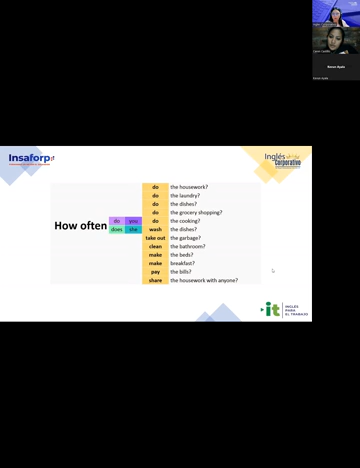 Insaforp
Inglés
Corporativo
do the housework?
do the laundry?
do the dishes?
do the grocery shopping?
How often do you do the cooking?
does she wash the dishes?
take out the garbage?
clean the bathroom?
make the beds?
make breakfast?
pay the bills?
share the housework with anyone?
it INGLÉS
PARA
EL TRABAJO